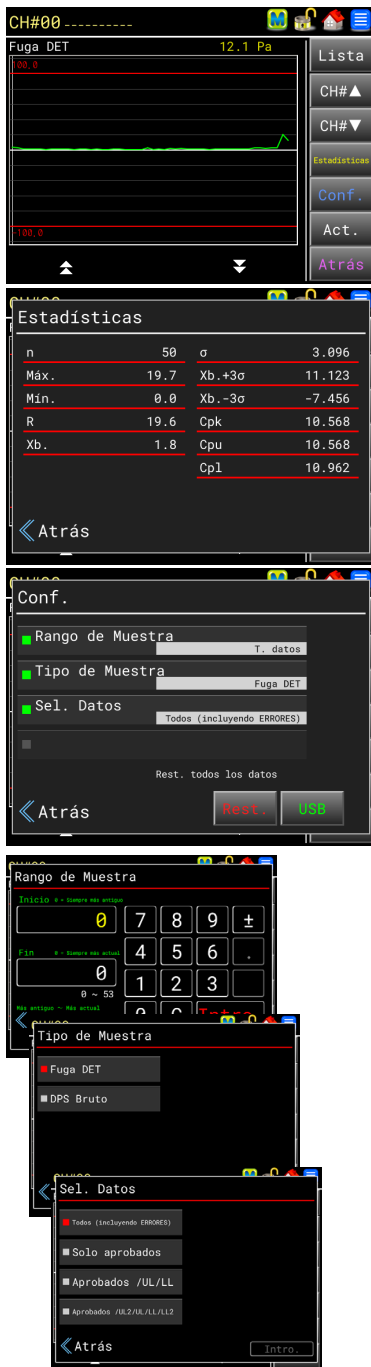 CH#00 ----------
Fuga DET 12.1 Pa
100.0
-100.0
Lista
CH#▲
CH#▼
Estadísticas
Conf.
Act.
Atrás
Estadísticas
n 50 σ 3.096
Máx. 19.7 Xb.+3σ 11.123
Mín. 0.0 Xb.-3σ -7.456
R 19.6 Cpk 10.568
Xb. 1.8 Cpu 10.568
Cpl 10.962
Atrás
Conf.
Rango de Muestra
T. datos
Tipo de Muestra
Fuga DET
Sel. Datos
Todos (incluyendo ERRORES)
Rest. todos los datos
Atrás
Rest.
USB
Rango de Muestra
Inicio 0 = Siempre más antiguo
0 7 8 9 ±
Fin 0 = Siempre más actual
0 4 5 6 .
0 ~ 53 1 2 3
Más antiguo ~ Más actual
Tipo de Muestra
Fuga DET
DPS Bruto
Sel. Datos
Todos (incluyendo ERRORES)
Solo aprobados
Aprobados /UL/LL
Aprobados /UL2/UL/LL/LL2
Atrás
Intro.